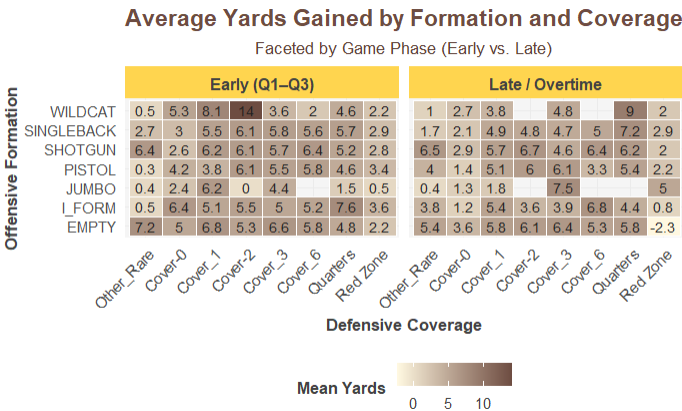 Average Yards Gained by Formation and Coverage
Faceted by Game Phase (Early vs. Late)
Early (Q1–Q3) Late / Overtime
Offensive Formation
WILDCAT 0.5 5.3 8.1 14 3.6 2 4.6 2.2 1 2.7 3.8 4.8 9 2
SINGLEBACK 2.7 3 5.5 6.1 5.8 5.6 5.7 2.9 1.7 2.1 4.9 4.8 4.7 5 7.2 2.9
SHOTGUN 6.4 2.6 6.2 6.1 5.7 6.4 5.2 2.8 6.5 2.9 5.7 6.7 4.6 6.4 6.2 2
PISTOL 0.3 4.2 3.8 6.1 5.5 5.8 4.6 3.4 4 1.4 5.1 6 6.1 3.3 5.4 2.2
JUMBO 0.4 2.4 6.2 0 4.4 1.5 0.5 0.4 1.3 1.8 7.5 5
I_FORM 0.5 6.4 5.1 5.5 5 5.2 7.6 3.6 3.8 1.2 5.4 3.6 3.9 6.8 4.4 0.8
EMPTY 7.2 5 6.8 5.3 6.6 5.8 4.8 2.2 5.4 3.6 5.8 6.1 6.4 5.3 5.8 -2.3
Other_Rare Cover-0 Cover_1 Cover-2 Cover_3 Cover_6 Quarters Red Zone Other_Rare Cover-0 Cover_1 Cover-2 Cover_3 Cover_6 Quarters Red Zone
Defensive Coverage
Mean Yards
0 5 10